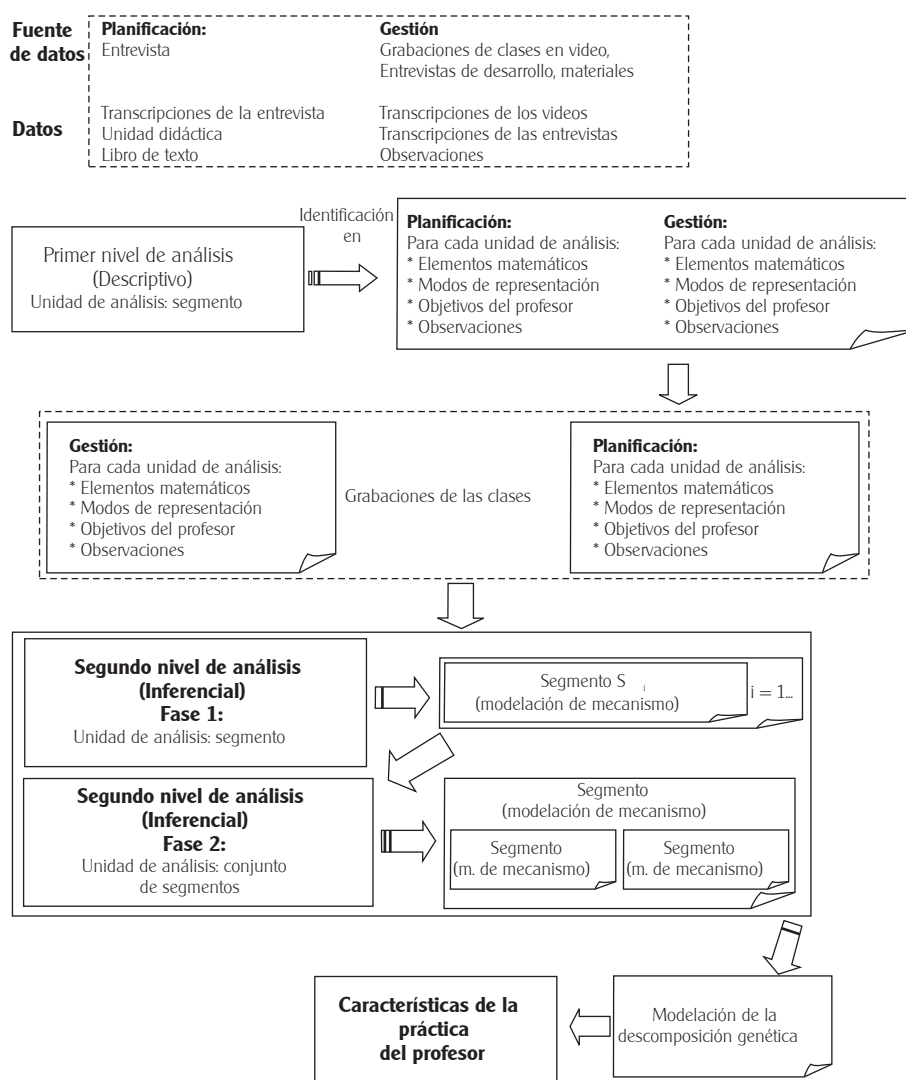 Fuente
de datos
Planificación:
Entrevista
Gestión
Grabaciones de clases en video,
Entrevistas de desarrollo, materiales
Datos
Transcripciones de la entrevista
Unidad didáctica
Libro de texto
Transcripciones de los videos
Transcripciones de las entrevistas
Observaciones
Primer nivel de análisis
(Descriptivo)
Unidad de análisis: segmento
Identificación
en
Planificación:
Para cada unidad de análisis:
* Elementos matemáticos
* Modos de representación
* Objetivos del profesor
* Observaciones
Gestión:
Para cada unidad de análisis:
* Elementos matemáticos
* Modos de representación
* Objetivos del profesor
* Observaciones
Gestión:
Para cada unidad de análisis:
* Elementos matemáticos
* Modos de representación
* Objetivos del profesor
* Observaciones
Grabaciones de las clases
Planificación:
Para cada unidad de análisis:
* Elementos matemáticos
* Modos de representación
* Objetivos del profesor
* Observaciones
Segundo nivel de análisis
(Inferencial)
Fase 1:
Unidad de análisis: segmento
Segmento S i
(modelación de mecanismo)
i = 1...
Segundo nivel de análisis
(Inferencial)
Fase 2:
Unidad de análisis: conjunto
de segmentos
Segmento
(modelación de mecanismo)
Segmento
(m. de mecanismo)
Segmento
(m. de mecanismo)
Características de la
práctica
del profesor
Modelación de la
descomposición genética